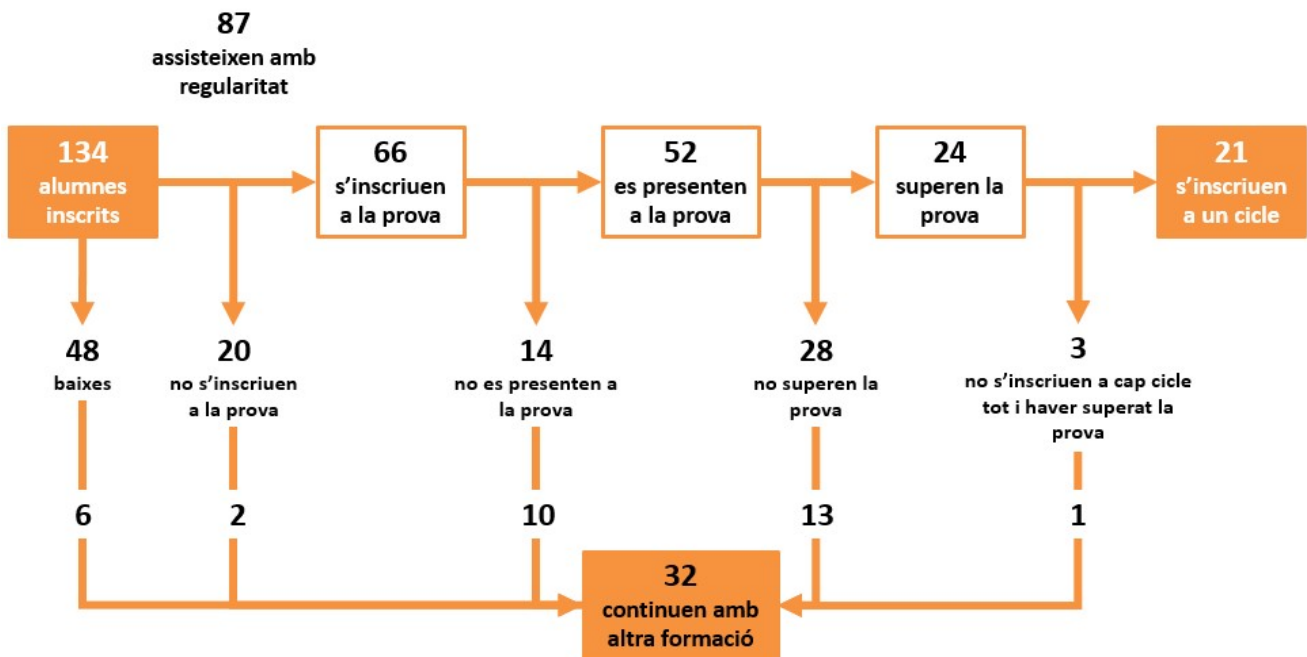 87
assisteixen amb
regularitat
134
alumnes
inscrits
66
s’inscriuen
a la prova
52
es presenten
a la prova
24
superen la
prova
21
s’inscriuen
a un cicle
48
baixes
20
no s’inscriuen
a la prova
14
no es presenten a
la prova
28
no superen la
prova
3
no s’inscriuen a cap cicle
tot i haver superat la
prova
6
2
10
13
1
32
continuen amb
altra formació